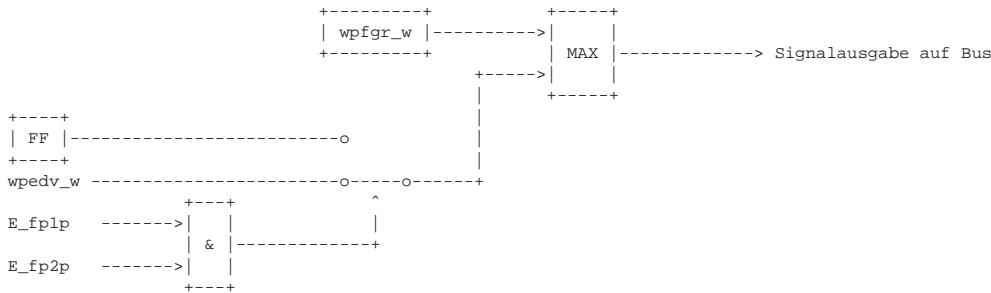 wpfgr_w
MAX
Signalausgabe auf Bus
FF
wpedv_w
E_fp1p
&
E_fp2p